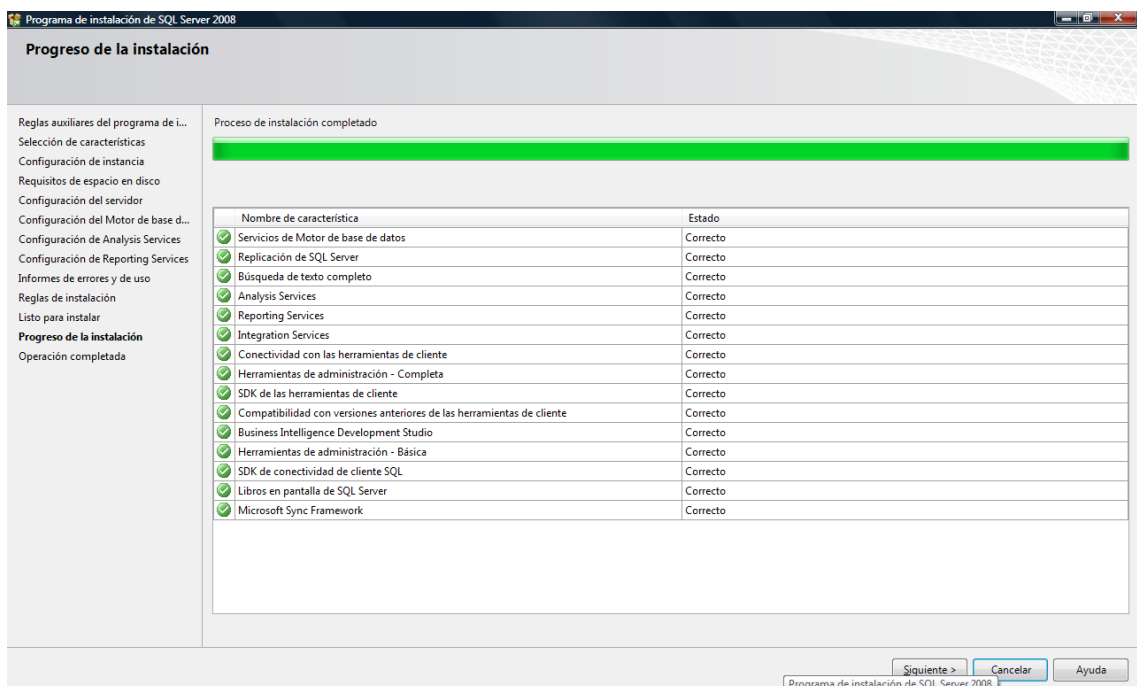 Programa de instalación de SQL Server 2008
Progreso de la instalación
Reglas auxiliares del programa de i...
Selección de características
Configuración de instancia
Requisitos de espacio en disco
Configuración del servidor
Configuración del Motor de base d...
Configuración de Analysis Services
Configuración de Reporting Services
Informes de errores y de uso
Reglas de instalación
Listo para instalar
Progreso de la instalación
Operación completada
Proceso de instalación completado
Nombre de característica Estado
Servicios de Motor de base de datos Correcto
Replicación de SQL Server Correcto
Búsqueda de texto completo Correcto
Analysis Services Correcto
Reporting Services Correcto
Integration Services Correcto
Conectividad con las herramientas de cliente Correcto
Herramientas de administración - Completa Correcto
SDK de las herramientas de cliente Correcto
Compatibilidad con versiones anteriores de las herramientas de cliente Correcto
Business Intelligence Development Studio Correcto
Herramientas de administración - Básica Correcto
SDK de conectividad de cliente SQL Correcto
Libros en pantalla de SQL Server Correcto
Microsoft Sync Framework Correcto
Siguiente > Cancelar Ayuda
Programa de instalación de SQL Server 2008